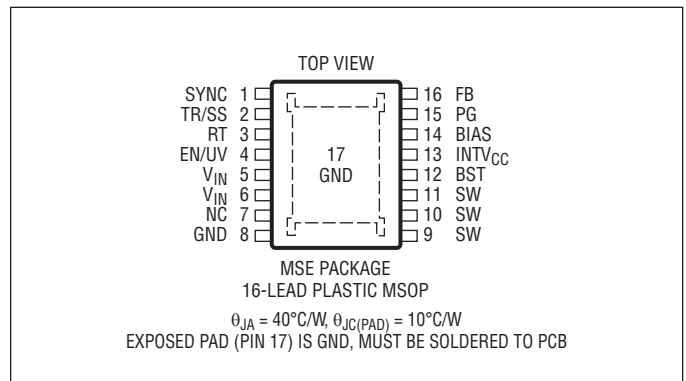 TOP VIEW
SYNC 1 16 FB
TR/SS 2 15 PG
RT 3 14 BIAS
EN/UV 4 13 INTVCC
VIN 5 12 BST
VIN 6 11 SW
NC 7 10 SW
GND 8 9 SW
17
GND
MSE PACKAGE
16-LEAD PLASTIC MSOP
θJA = 40°C/W, θJC(PAD) = 10°C/W
EXPOSED PAD (PIN 17) IS GND, MUST BE SOLDERED TO PCB